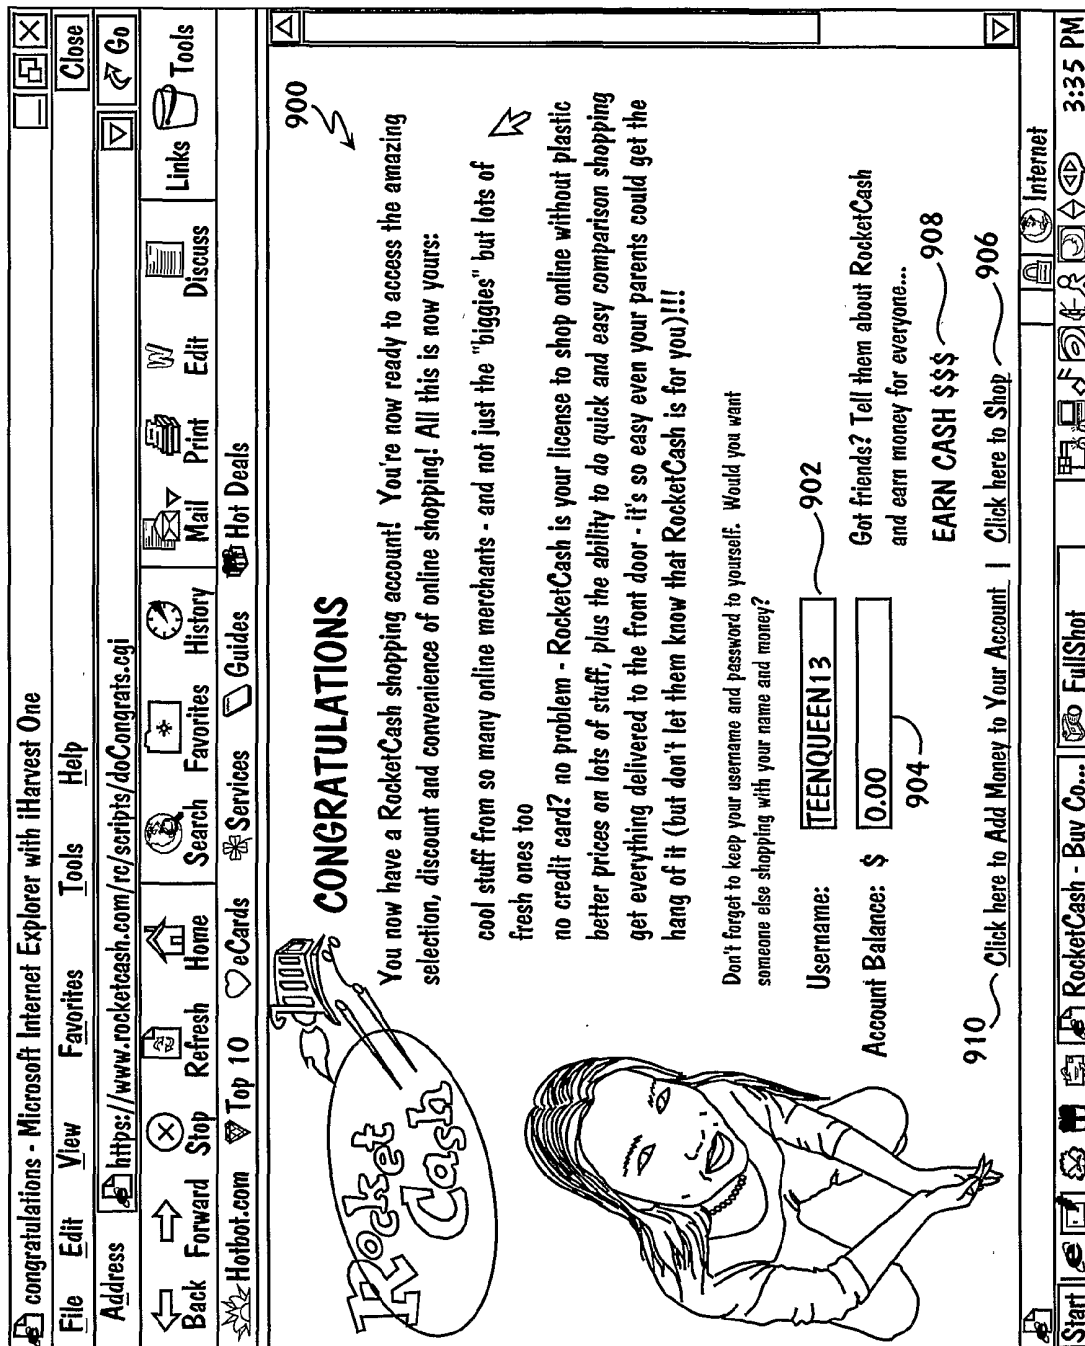 congratulations - Microsoft Internet Explorer with iHarvest One
File Edit View Favorites Tools Help Close
Address https://www.rocketcash.com/rc/scripts/doCongrats.cgi Go
Back Forward Stop Refresh Home Search Favorites History Mail Print Edit Discuss Links Tools
Hotbot.com Top 10 eCards Services Guides Hot Deals
Rocket
Cash
CONGRATULATIONS
900
You now have a RocketCash shopping account! You're now ready to access the amazing
selection, discount and convenience of online shopping! All this is now yours:
cool stuff from so many online merchants - and not just the "biggies" but lots of
fresh ones too
no credit card? no problem - RocketCash is your license to shop online without plastic
better prices on lots of stuff, plus the ability to do quick and easy comparison shopping
get everything delivered to the front door - it's so easy even your parents could get the
hang of it (but don't let them know that RocketCash is for you)!!!
Don't forget to keep your username and password to yourself. Would you want
someone else shopping with your name and money?
Username: TEENQUEEN13 902
Account Balance: $ 0.00
904
Got friends? Tell them about RocketCash
and earn money for everyone...
EARN CASH $$$ 908
910 Click here to Add Money to Your Account | Click here to Shop 906
Internet
Start RocketCash - Buy Co... FullShot 3:35 PM